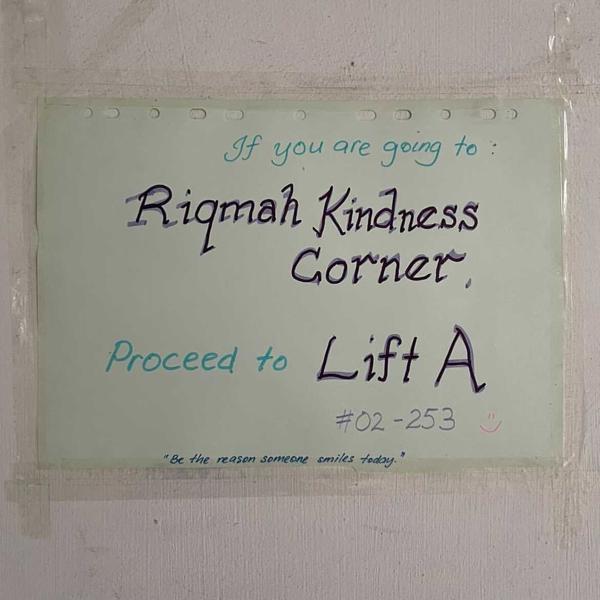 If you are going to :
Riqmah Kindness
Corner,
Proceed to Lift A
#02-253
"Be the reason someone smiles today."